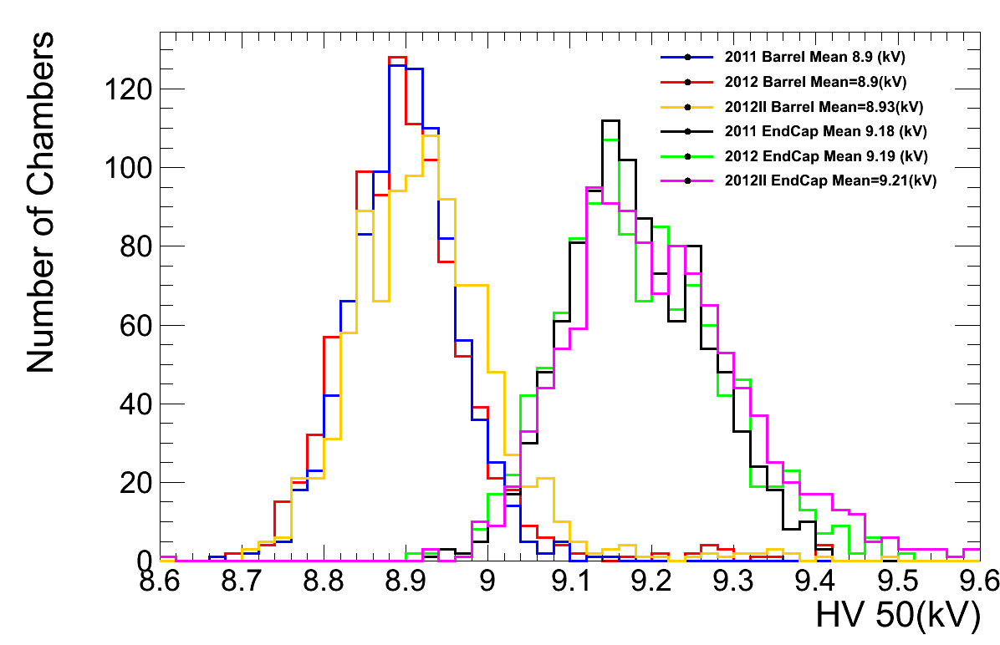 Number of Chambers
120
100
80
60
40
20
0
8.6 8.7 8.8 8.9 9 9.1 9.2 9.3 9.4 9.5 9.6
HV 50(kV)
2011 Barrel Mean 8.9 (kV)
2012 Barrel Mean=8.9(kV)
2012II Barrel Mean=8.93(kV)
2011 EndCap Mean 9.18 (kV)
2012 EndCap Mean 9.19 (kV)
2012II EndCap Mean=9.21(kV)